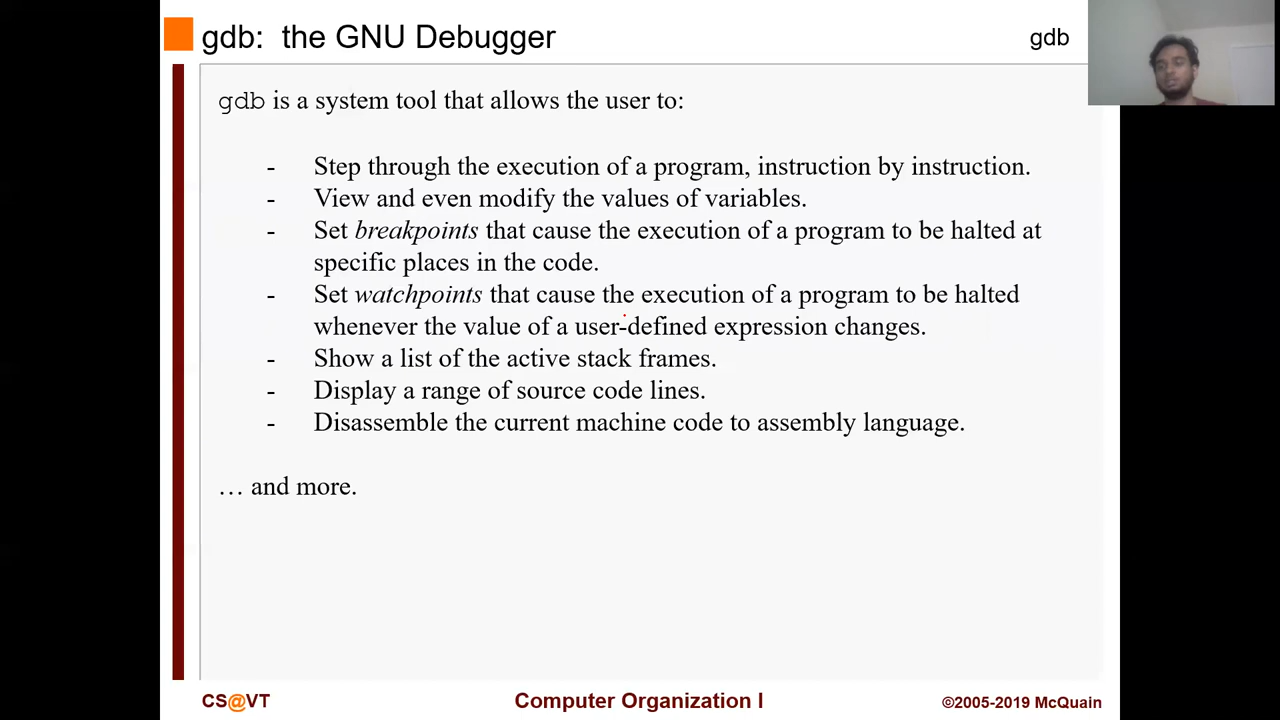 gdb: the GNU Debugger
gdb
gdb is a system tool that allows the user to:
- Step through the execution of a program, instruction by instruction.
- View and even modify the values of variables.
- Set breakpoints that cause the execution of a program to be halted at
specific places in the code.
- Set watchpoints that cause the execution of a program to be halted
whenever the value of a user-defined expression changes.
- Show a list of the active stack frames.
- Display a range of source code lines.
- Disassemble the current machine code to assembly language.
… and more.
CS@VT
Computer Organization I
©2005-2019 McQuain